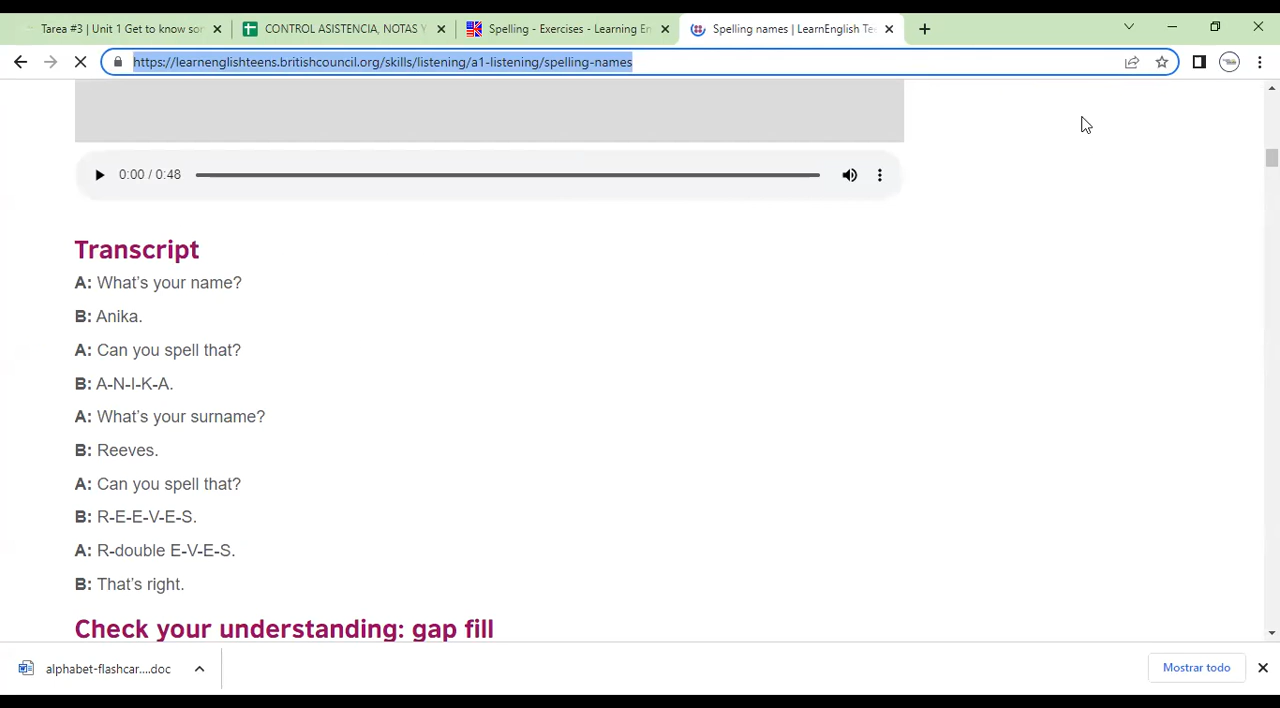 Tarea #3 | Unit 1 Get to know sor
CONTROL ASISTENCIA, NOTAS Y
Spelling - Exercises - Learning En
Spelling names | LearnEnglish Te
https://learnenglishteens.britishcouncil.org/skills/listening/a1-listening/spelling-names
0:00 / 0:48
Transcript
A: What's your name?
B: Anika.
A: Can you spell that?
B: A-N-I-K-A.
A: What's your surname?
B: Reeves.
A: Can you spell that?
B: R-E-E-V-E-S.
A: R-double E-V-E-S.
B: That's right.
Check your understanding: gap fill
alphabet-flashcar....doc
Mostrar todo